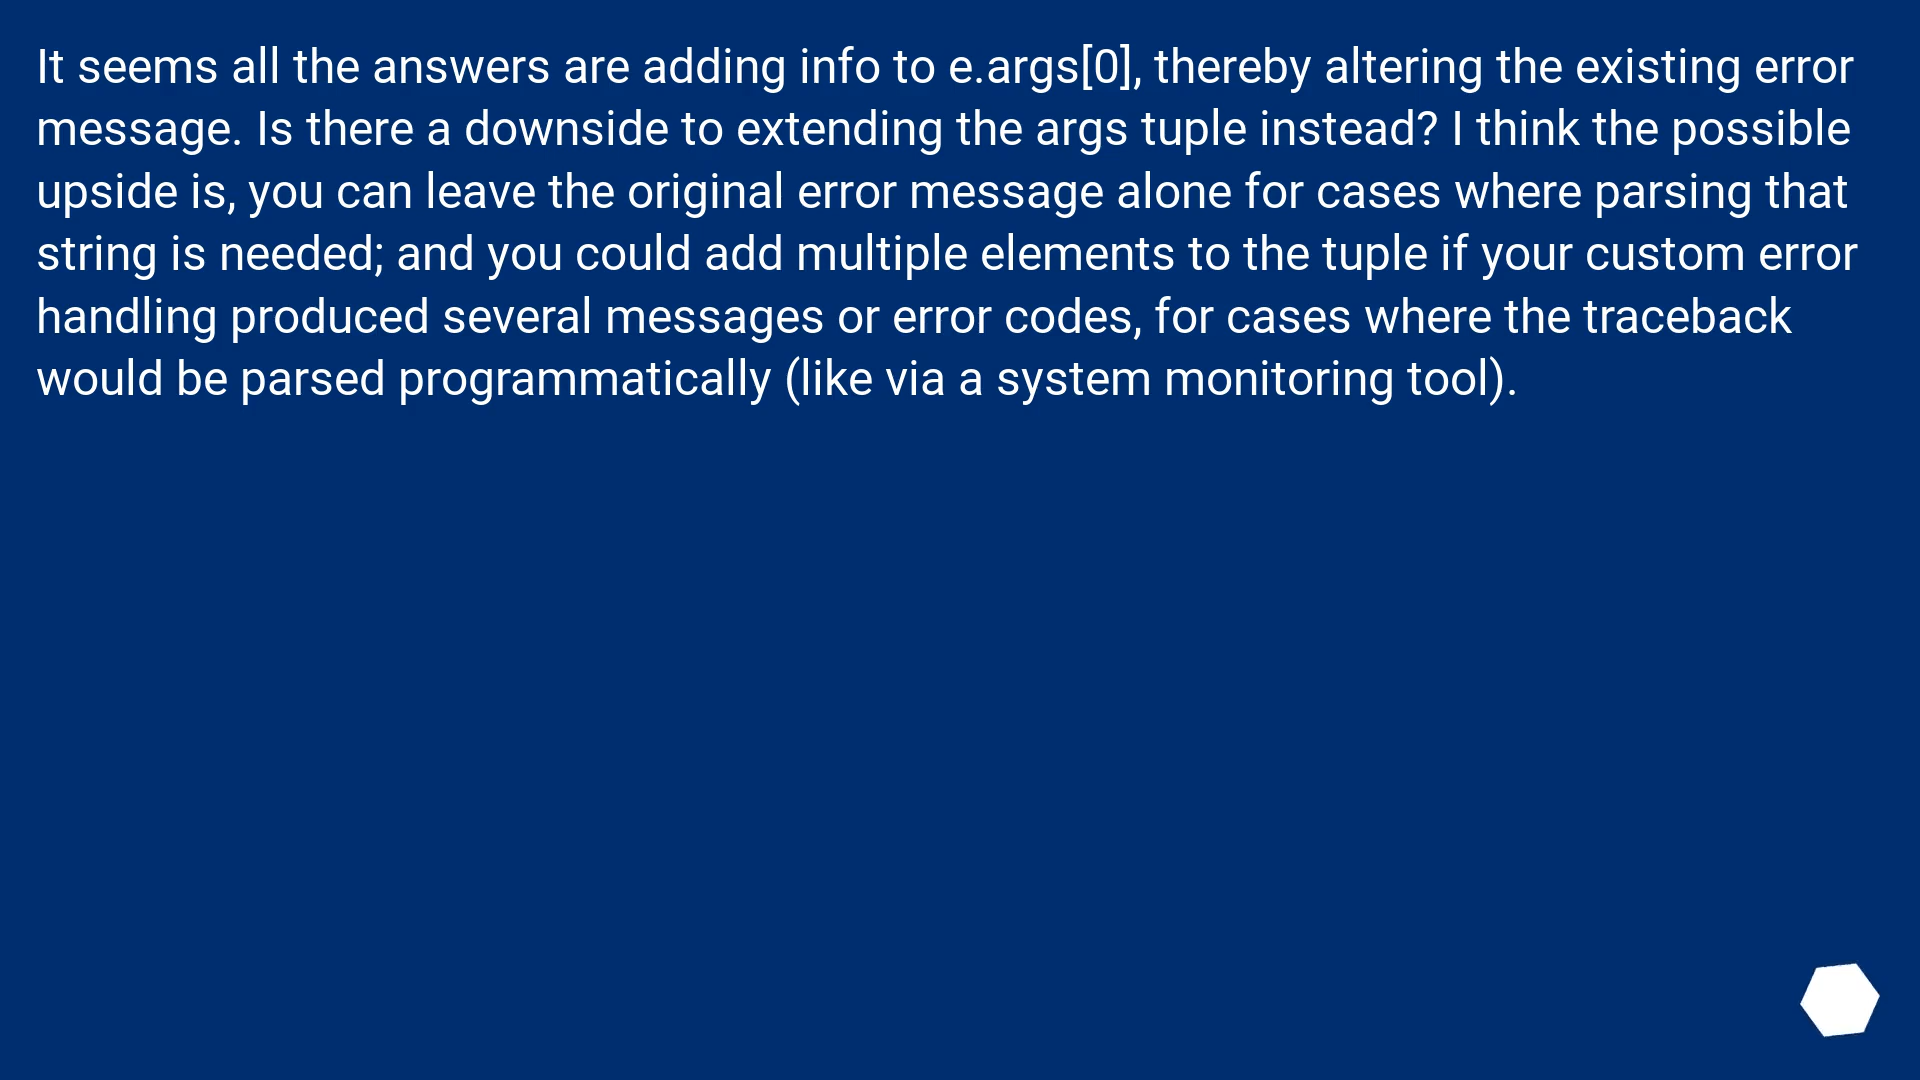 It seems all the answers are adding info to e.args[0], thereby altering the existing error
message. Is there a downside to extending the args tuple instead? I think the possible
upside is, you can leave the original error message alone for cases where parsing that
string is needed; and you could add multiple elements to the tuple if your custom error
handling produced several messages or error codes, for cases where the traceback
would be parsed programmatically (like via a system monitoring tool).